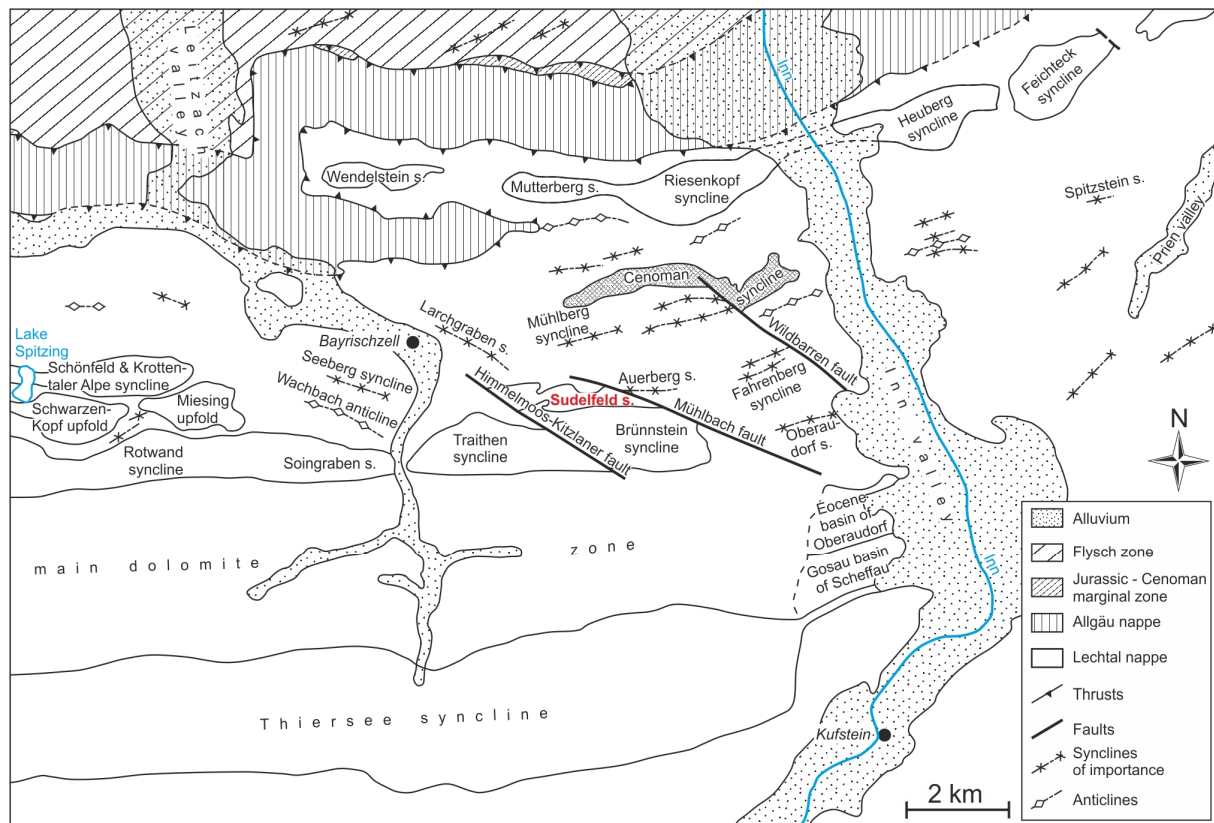 Leitzach
valley
Inn
Feichteck
syncline
Heuberg
syncline
Wendelstein s.
Mutterberg s.
Riesenkopf
syncline
Spitzstein s.
Prien valley
Cenoman
syncline
Mühlberg
syncline
Larchgraben s.
Bayrischzell
Wildbarren fault
Lake
Spitzing
Schönfeld & Krotten-
taler Alpe syncline
Seeberg syncline
Wachbach anticline
Auerberg s.
Fahrenberg
syncline
Himmelmoos-Kitzlaner fault
Sudelfeld s.
Mühlbach fault
Schwarzen-
Kopf upfold
Miesing
upfold
Inn valley
Rotwand
syncline
Soingraben s.
Traithen
syncline
Brünnstein
syncline
Oberau-
dorf s.
N
Eocene
basin of
Oberaudorf
Gosau basin
of Scheffau
main dolomite zone
Inn
Thiersee syncline
Kufstein
2 km
Alluvium
Flysch zone
Jurassic - Cenoman
marginal zone
Allgäu nappe
Lechtal nappe
Thrusts
Faults
Synclines
of importance
Anticlines